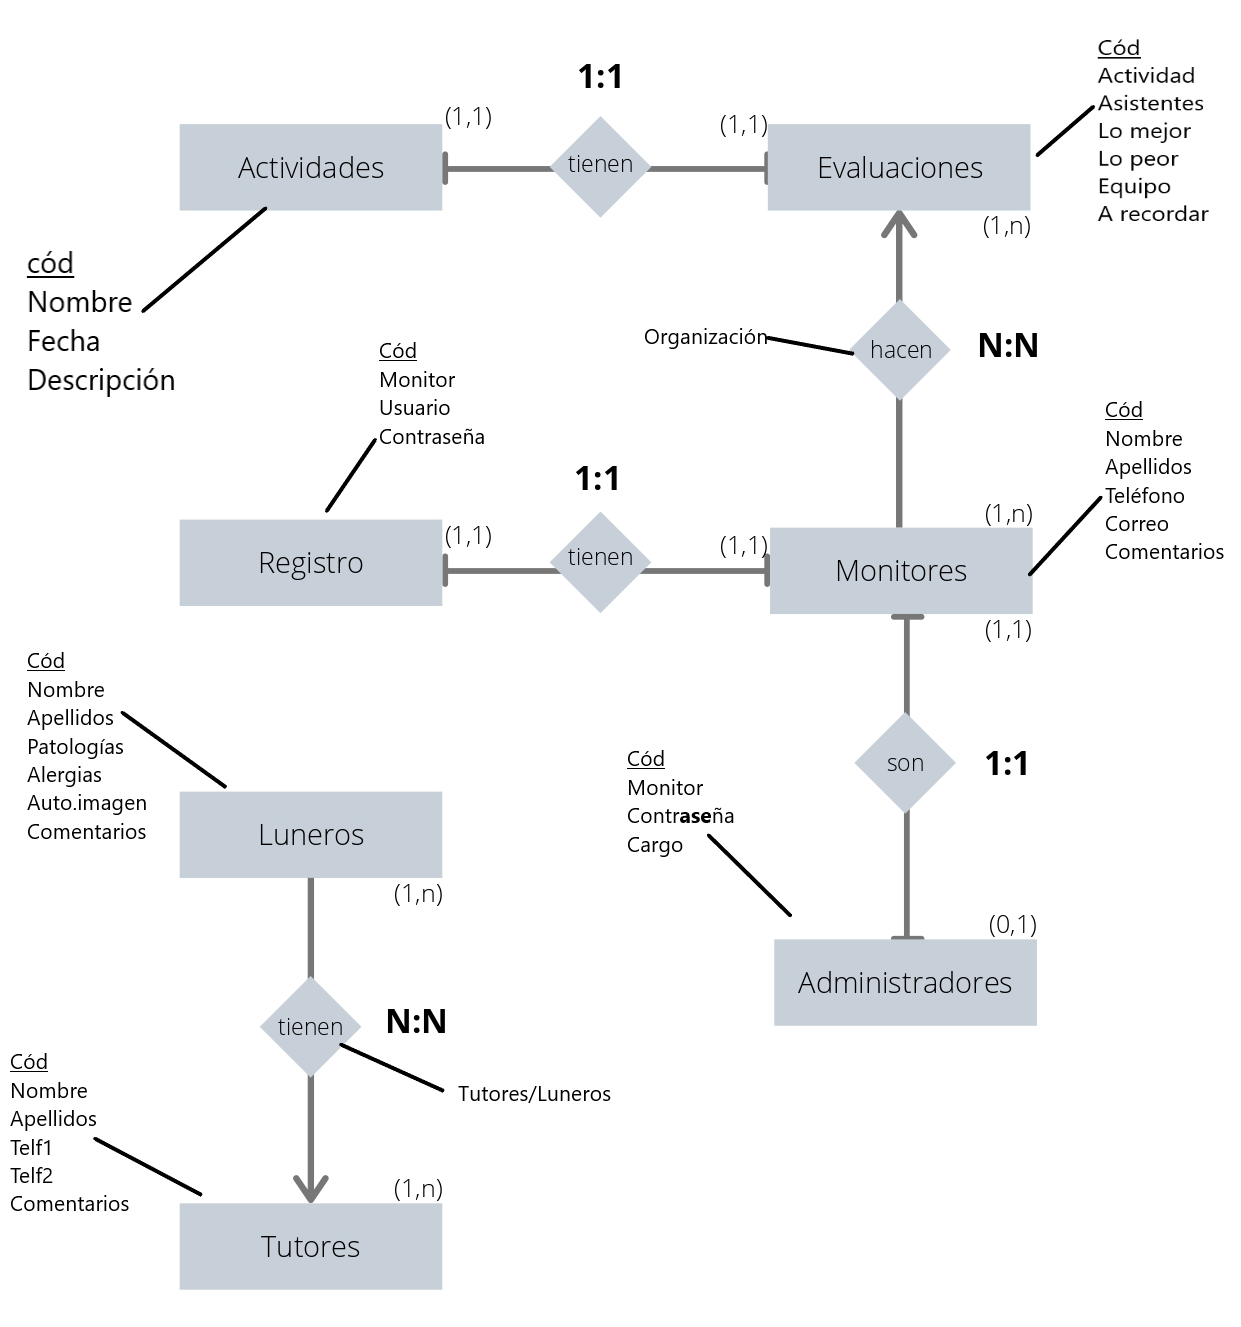 1:1
Actividades
(1,1)
tienen
(1,1)
Evaluaciones
(1,n)
Cód
Actividad
Asistentes
Lo mejor
Lo peor
Equipo
A recordar
cód
Nombre
Fecha
Descripción
Organización
hacen
N:N
Cód
Monitor
Usuario
Contraseña
Cód
Nombre
Apellidos
Teléfono
Correo
Comentarios
1:1
Registro
(1,1)
tienen
(1,1)
(1,n)
Monitores
(1,1)
Cód
Nombre
Apellidos
Patologías
Alergias
Auto.imagen
Comentarios
Luneros
(1,n)
son
1:1
Cód
Monitor
Contraseña
Cargo
(0,1)
Administradores
tienen
N:N
Tutores/Luneros
Cód
Nombre
Apellidos
Telf1
Telf2
Comentarios
(1,n)
Tutores